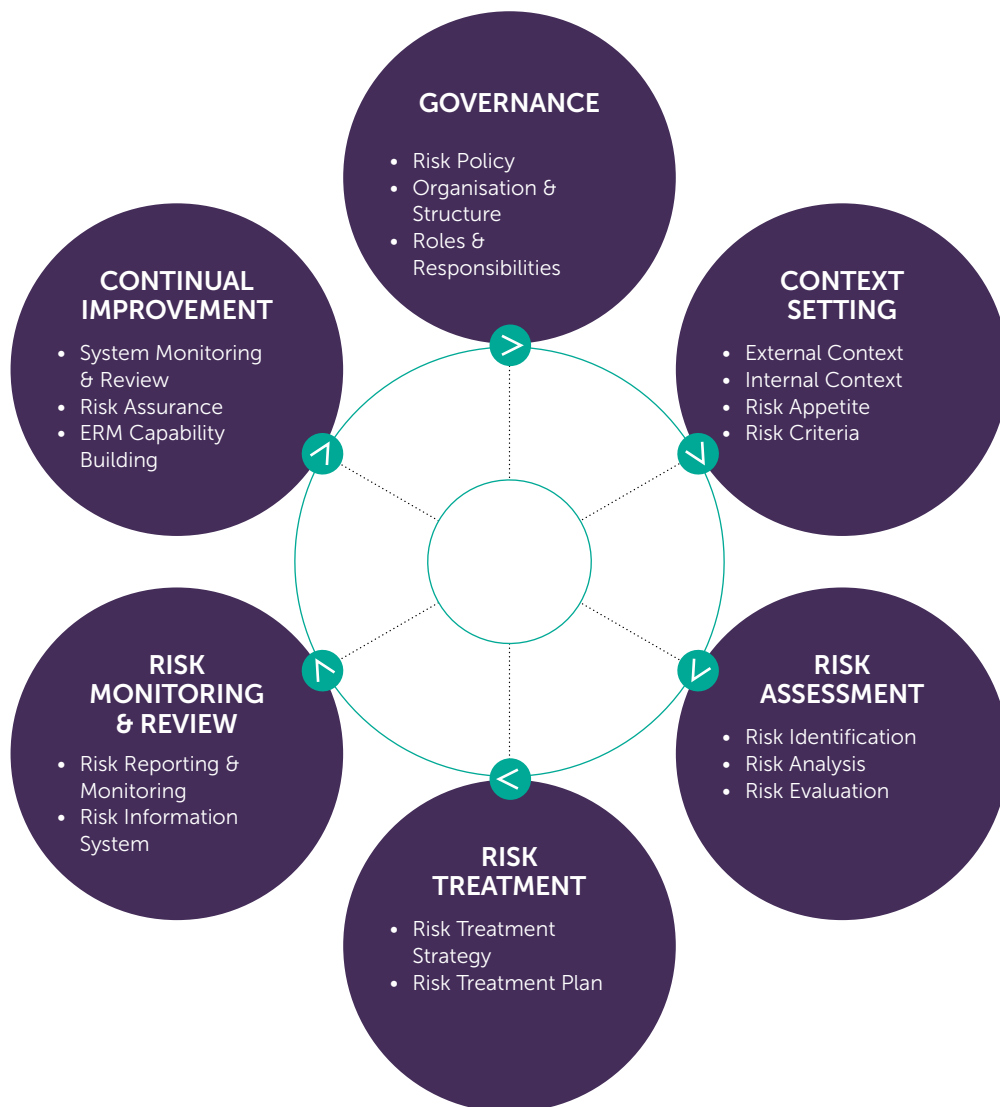 GOVERNANCE
• Risk Policy
• Organisation &
Structure
• Roles &
Responsibilities
CONTEXT
SETTING
• External Context
• Internal Context
• Risk Appetite
• Risk Criteria
RISK
ASSESSMENT
• Risk Identification
• Risk Analysis
• Risk Evaluation
RISK
TREATMENT
• Risk Treatment
Strategy
• Risk Treatment Plan
RISK
MONITORING
& REVIEW
• Risk Reporting &
Monitoring
• Risk Information
System
CONTINUAL
IMPROVEMENT
• System Monitoring
& Review
• Risk Assurance
• ERM Capability
Building